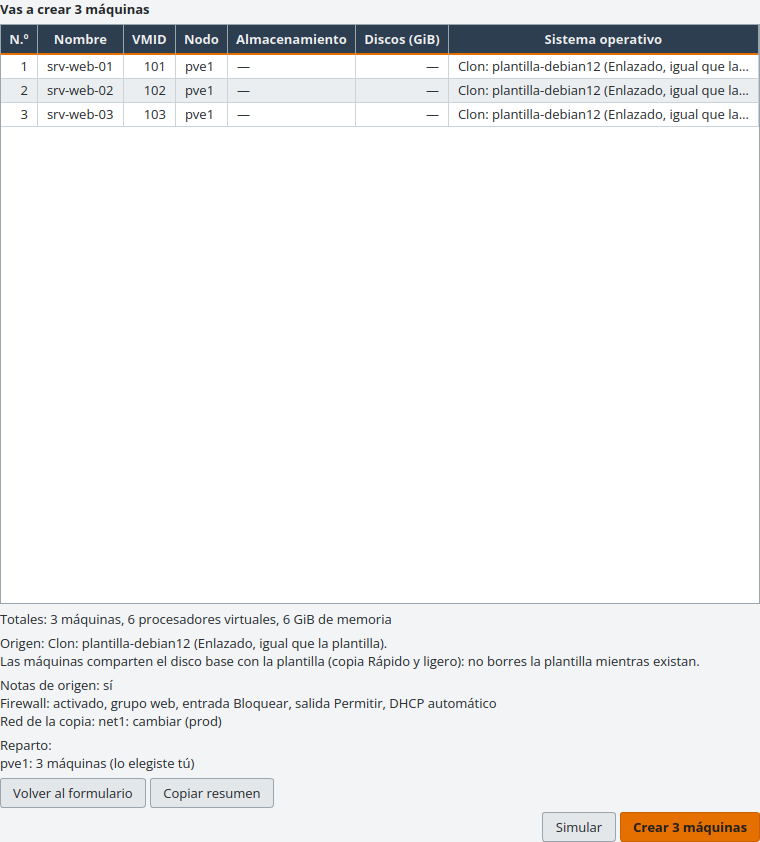 Vas a crear 3 máquinas
N.º Nombre VMID Nodo Almacenamiento Discos (GiB) Sistema operativo
1 srv-web-01 101 pve1 — — Clon: plantilla-debian12 (Enlazado, igual que la...
2 srv-web-02 102 pve1 — — Clon: plantilla-debian12 (Enlazado, igual que la...
3 srv-web-03 103 pve1 — — Clon: plantilla-debian12 (Enlazado, igual que la...
Totales: 3 máquinas, 6 procesadores virtuales, 6 GiB de memoria
Origen: Clon: plantilla-debian12 (Enlazado, igual que la plantilla).
Las máquinas comparten el disco base con la plantilla (copia Rápido y ligero): no borres la plantilla mientras existan.
Notas de origen: sí
Firewall: activado, grupo web, entrada Bloquear, salida Permitir, DHCP automático
Red de la copia: net1: cambiar (prod)
Reparto:
pve1: 3 máquinas (lo elegiste tú)
Volver al formulario Copiar resumen
Simular Crear 3 máquinas